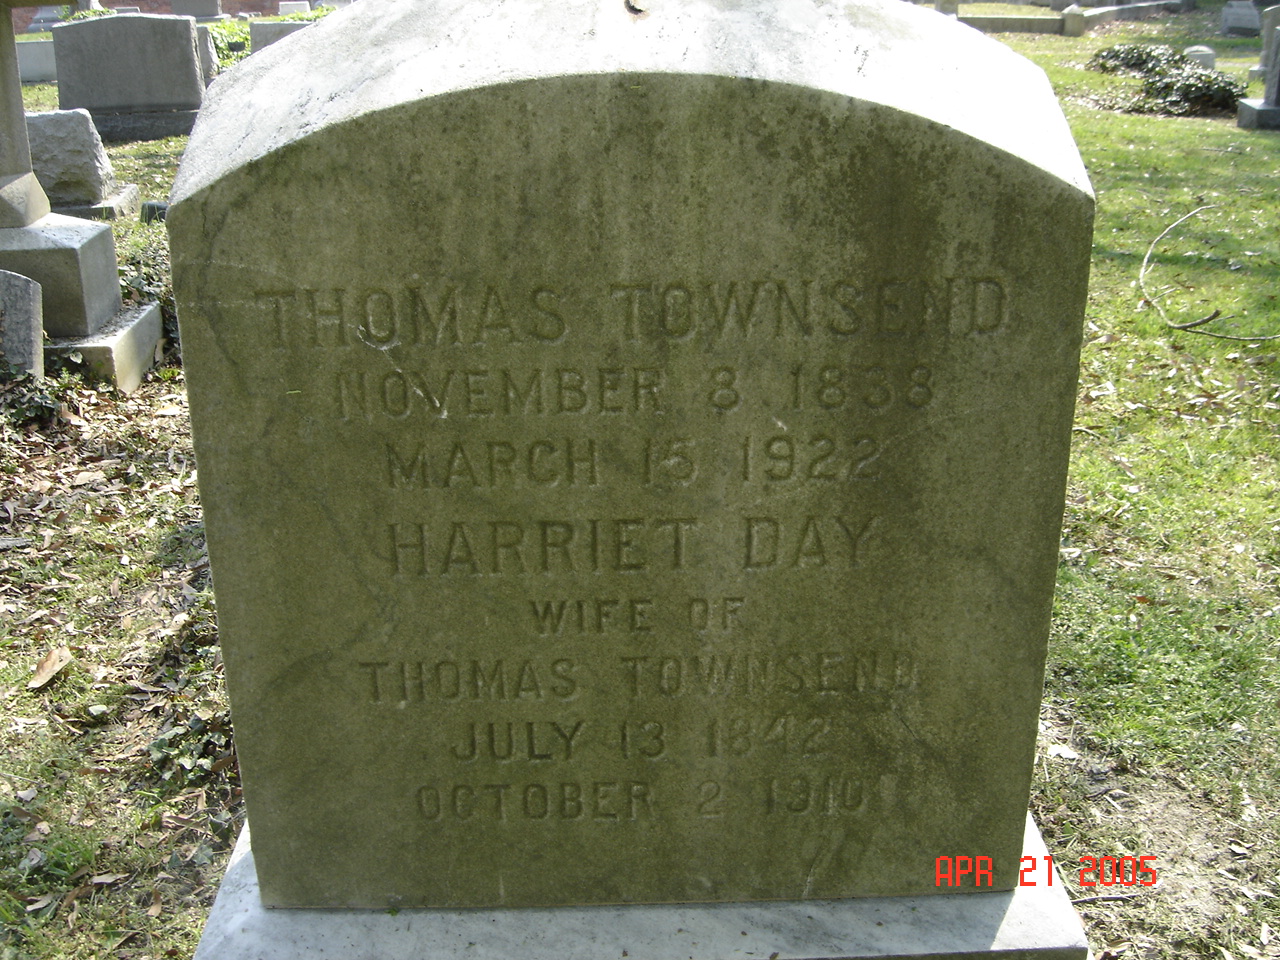 THOMAS TOWNSEND
NOVEMBER 8 1838
MARCH 15 1922
HARRIET DAY
WIFE OF
THOMAS TOWNSEND
JULY 13 1842
OCTOBER 2 1910
APR 21 2005